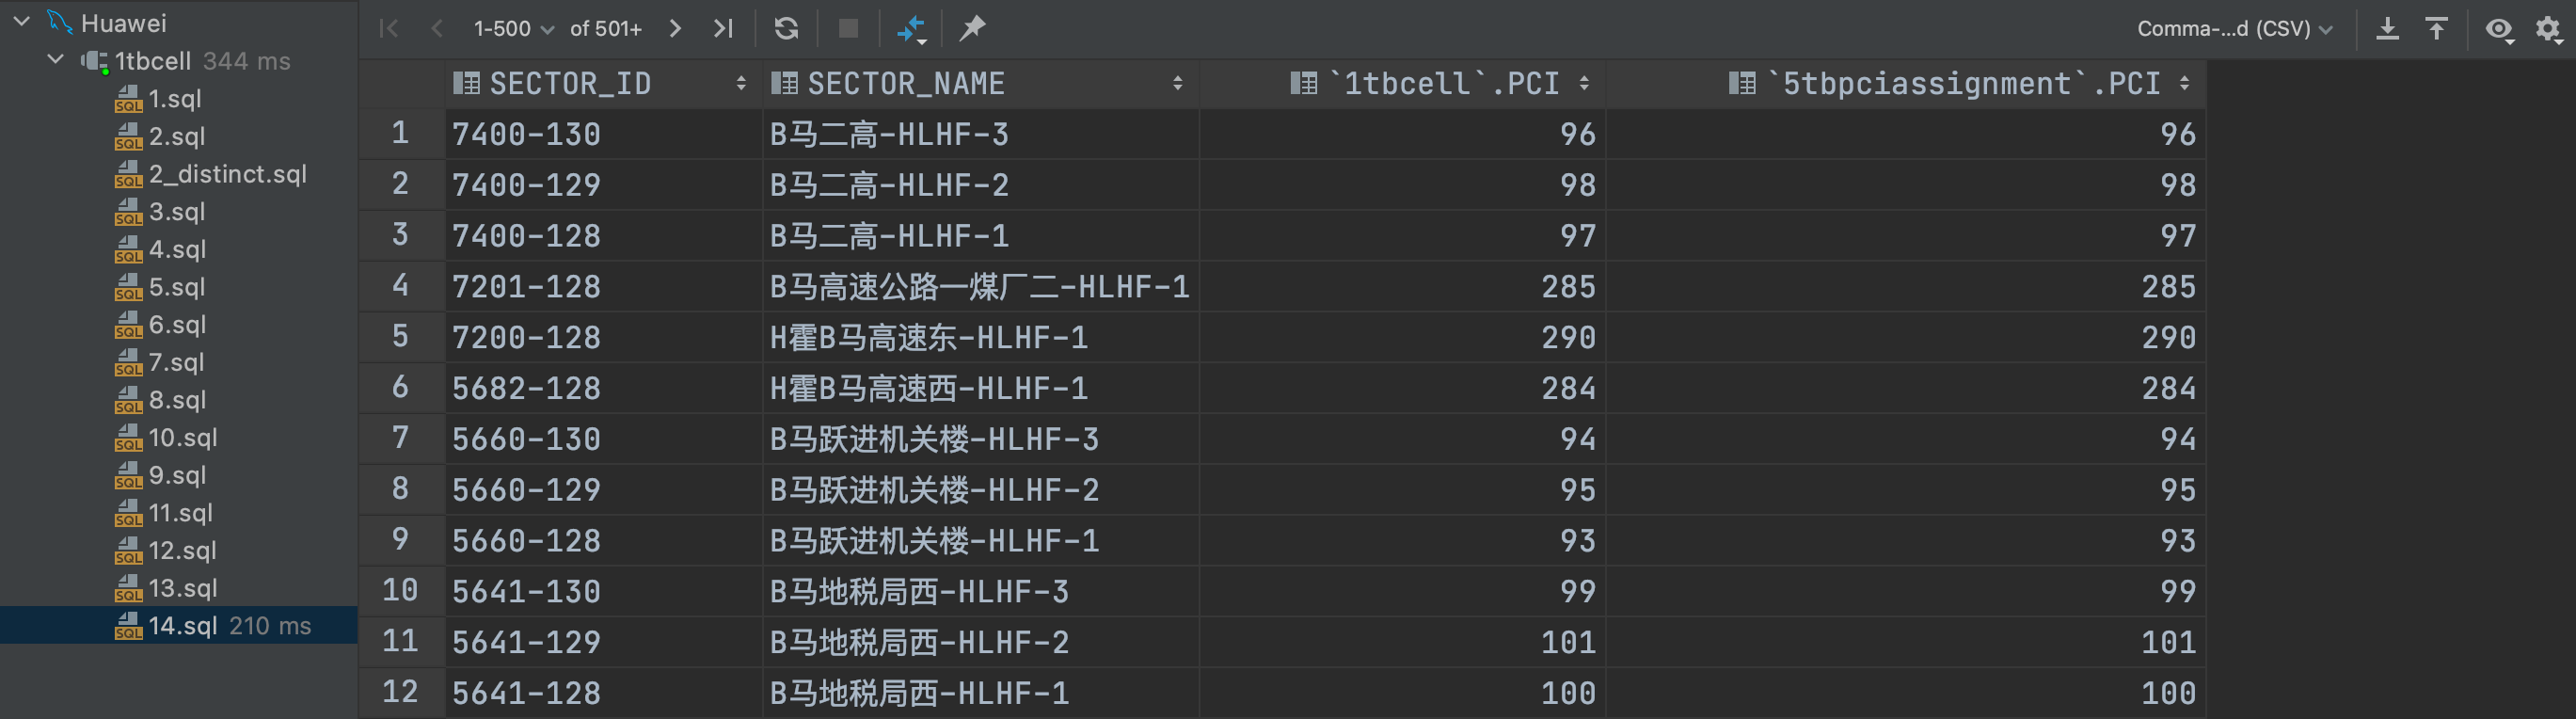 Huawei
1tbcell 344 ms
1.sql
2.sql
2_distinct.sql
3.sql
4.sql
5.sql
6.sql
7.sql
8.sql
10.sql
9.sql
11.sql
12.sql
13.sql
14.sql 210 ms
1-500 of 501+ Comma-...d (CSV)
SECTOR_ID SECTOR_NAME `1tbcell`.PCI `5tbpciassignment`.PCI
1 7400-130 B马二高-HLHF-3 96 96
2 7400-129 B马二高-HLHF-2 98 98
3 7400-128 B马二高-HLHF-1 97 97
4 7201-128 B马高速公路一煤厂二-HLHF-1 285 285
5 7200-128 H霍B马高速东-HLHF-1 290 290
6 5682-128 H霍B马高速西-HLHF-1 284 284
7 5660-130 B马跃进机关楼-HLHF-3 94 94
8 5660-129 B马跃进机关楼-HLHF-2 95 95
9 5660-128 B马跃进机关楼-HLHF-1 93 93
10 5641-130 B马地税局西-HLHF-3 99 99
11 5641-129 B马地税局西-HLHF-2 101 101
12 5641-128 B马地税局西-HLHF-1 100 100